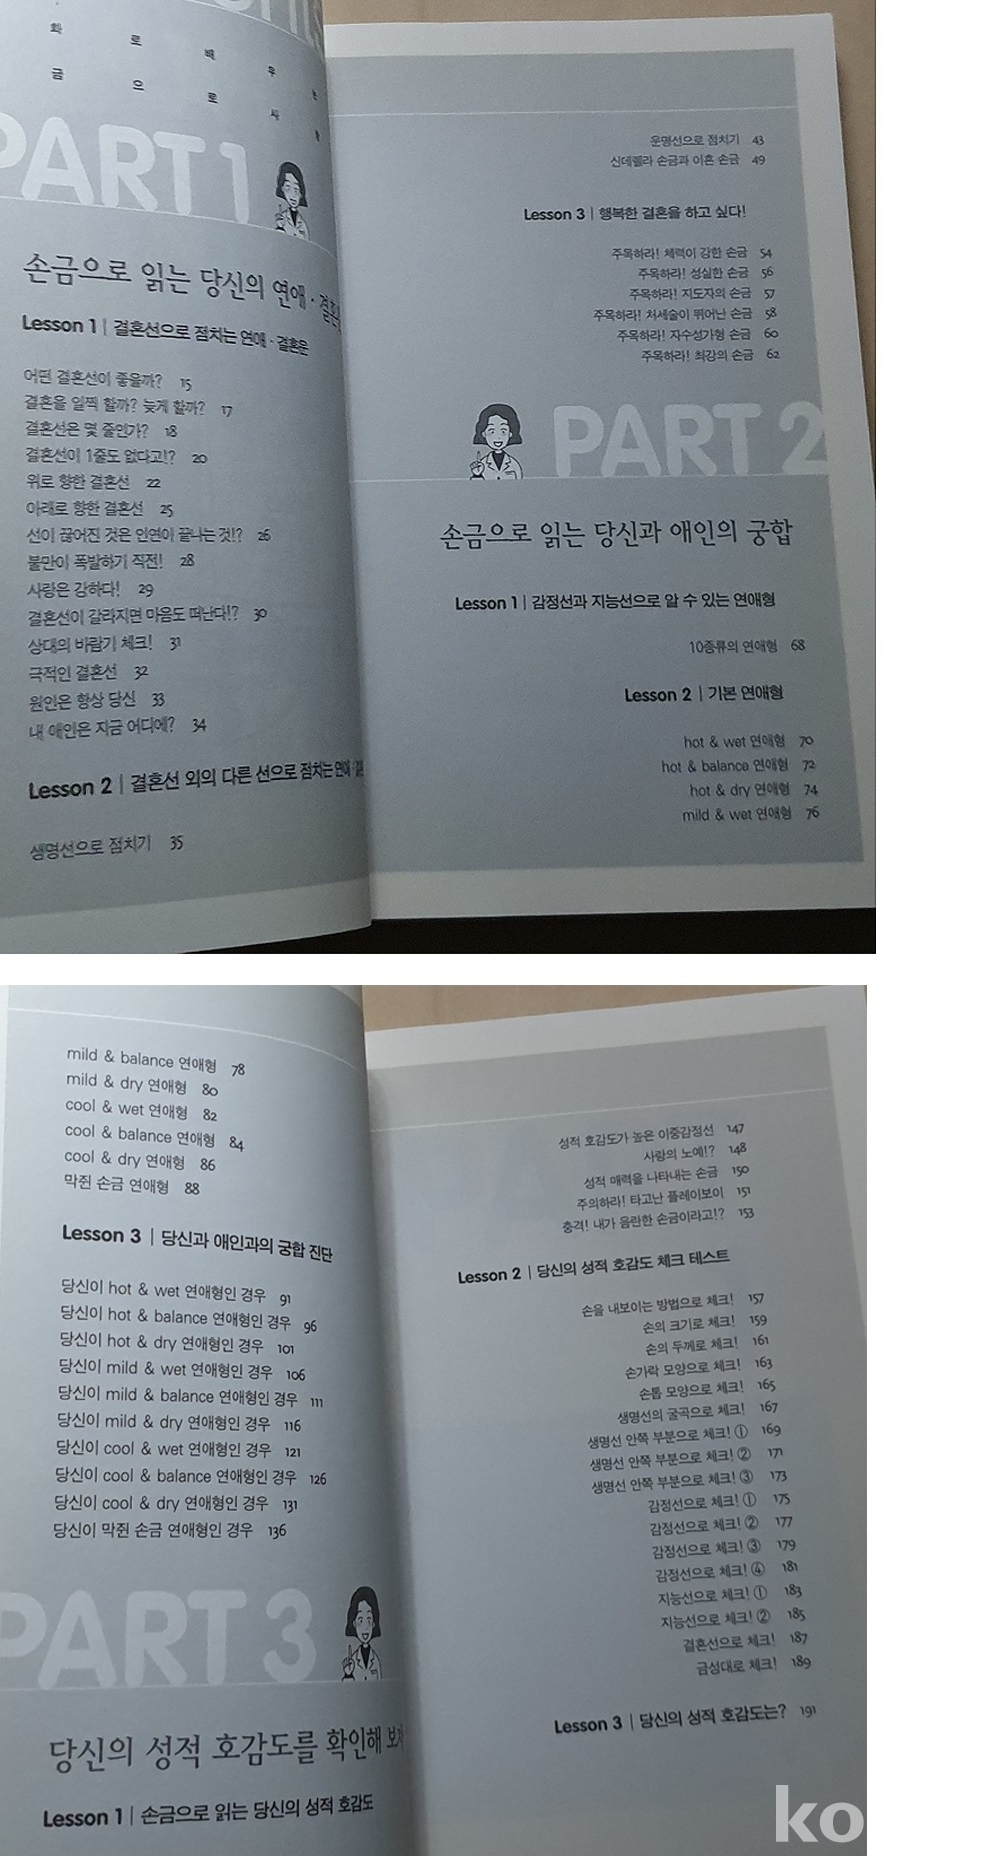 화 로 배 우 는
금 으 로 사
PART 1
손금으로 읽는 당신의 연애 · 결혼
Lesson 1 | 결혼선으로 점치는 연애 · 결혼운
어떤 결혼선이 좋을까? 15
결혼을 일찍 할까? 늦게 할까? 17
결혼선은 몇 줄인가? 18
결혼선이 1줄도 없다고!? 20
위로 향한 결혼선 22
아래로 향한 결혼선 25
선이 끊어진 것은 인연이 끝나는 것!? 26
불만이 폭발하기 직전! 28
사랑은 강하다! 29
결혼선이 갈라지면 마음도 떠난다!? 30
상대의 바람기 체크! 31
극적인 결혼선 32
원인은 항상 당신 33
내 애인은 지금 어디에? 34
Lesson 2 | 결혼선 외의 다른 선으로 점치는 연애
생명선으로 점치기 35
운명선으로 점치기 43
신데렐라 손금과 이혼 손금 49
Lesson 3 | 행복한 결혼을 하고 싶다!
주목하라! 체력이 강한 손금 54
주목하라! 성실한 손금 56
주목하라! 지도자의 손금 57
주목하라! 처세술이 뛰어난 손금 58
주목하라! 자수성가형 손금 60
주목하라! 최강의 손금 62
PART 2
손금으로 읽는 당신과 애인의 궁합
Lesson 1 | 감정선과 지능선으로 알 수 있는 연애형
10종류의 연애형 68
Lesson 2 | 기본 연애형
hot & wet 연애형 70
hot & balance 연애형 72
hot & dry 연애형 74
mild & wet 연애형 76
mild & balance 연애형 78
mild & dry 연애형 80
cool & wet 연애형 82
cool & balance 연애형 84
cool & dry 연애형 86
막쥔 손금 연애형 88
Lesson 3 | 당신과 애인과의 궁합 진단
당신이 hot & wet 연애형인 경우 91
당신이 hot & balance 연애형인 경우 96
당신이 hot & dry 연애형인 경우 101
당신이 mild & wet 연애형인 경우 106
당신이 mild & balance 연애형인 경우 111
당신이 mild & dry 연애형인 경우 116
당신이 cool & wet 연애형인 경우 121
당신이 cool & balance 연애형인 경우 126
당신이 cool & dry 연애형인 경우 131
당신이 막쥔 손금 연애형인 경우 136
PART 3
당신의 성적 호감도를 확인해 보자
Lesson 1 | 손금으로 읽는 당신의 성적 호감도
성적 호감도가 높은 이중감정선 147
사랑의 노예!? 148
성적 매력을 나타내는 손금 150
주의하라! 타고난 플레이보이 151
충격! 내가 음란한 손금이라고!? 153
Lesson 2 | 당신의 성적 호감도 체크 테스트
손을 내보이는 방법으로 체크! 157
손의 크기로 체크! 159
손의 두께로 체크! 161
손가락 모양으로 체크! 163
손톱 모양으로 체크! 165
생명선의 굴곡으로 체크! 167
생명선 안쪽 부분으로 체크! ① 169
생명선 안쪽 부분으로 체크! ② 171
생명선 안쪽 부분으로 체크! ③ 173
감정선으로 체크! ① 175
감정선으로 체크! ② 177
감정선으로 체크! ③ 179
감정선으로 체크! ④ 181
지능선으로 체크! ① 183
지능선으로 체크! ② 185
결혼선으로 체크! 187
금성대로 체크! 189
Lesson 3 | 당신의 성적 호감도는? 191
ko